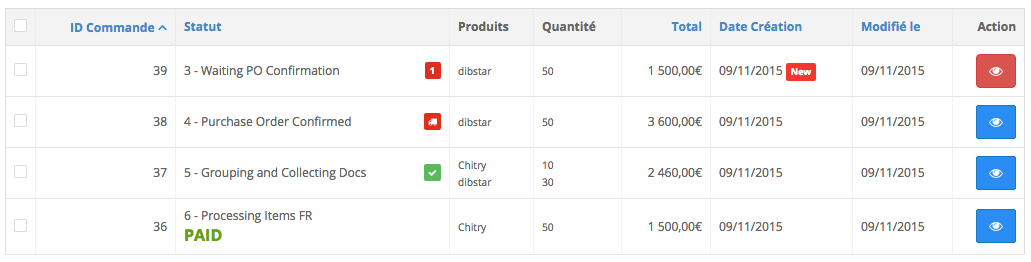 ID Commande Statut Produits Quantité Total Date Création Modifié le Action
39 3 - Waiting PO Confirmation 1 dibstar 50 1 500,00€ 09/11/2015 New 09/11/2015
38 4 - Purchase Order Confirmed dibstar 50 3 600,00€ 09/11/2015 09/11/2015
37 5 - Grouping and Collecting Docs Chitry 10 2 460,00€ 09/11/2015 09/11/2015
dibstar 30
36 6 - Processing Items FR Chitry 50 1 500,00€ 09/11/2015 09/11/2015
PAID